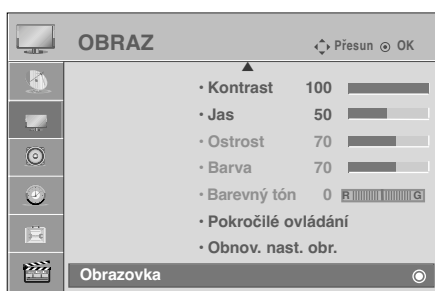 OBRAZ Přesun OK
• Kontrast 100
• Jas 50
• Ostrost 70
• Barva 70
• Barevný tón 0 R G
• Pokročilé ovládání
• Obnov. nast. obr.
Obrazovka